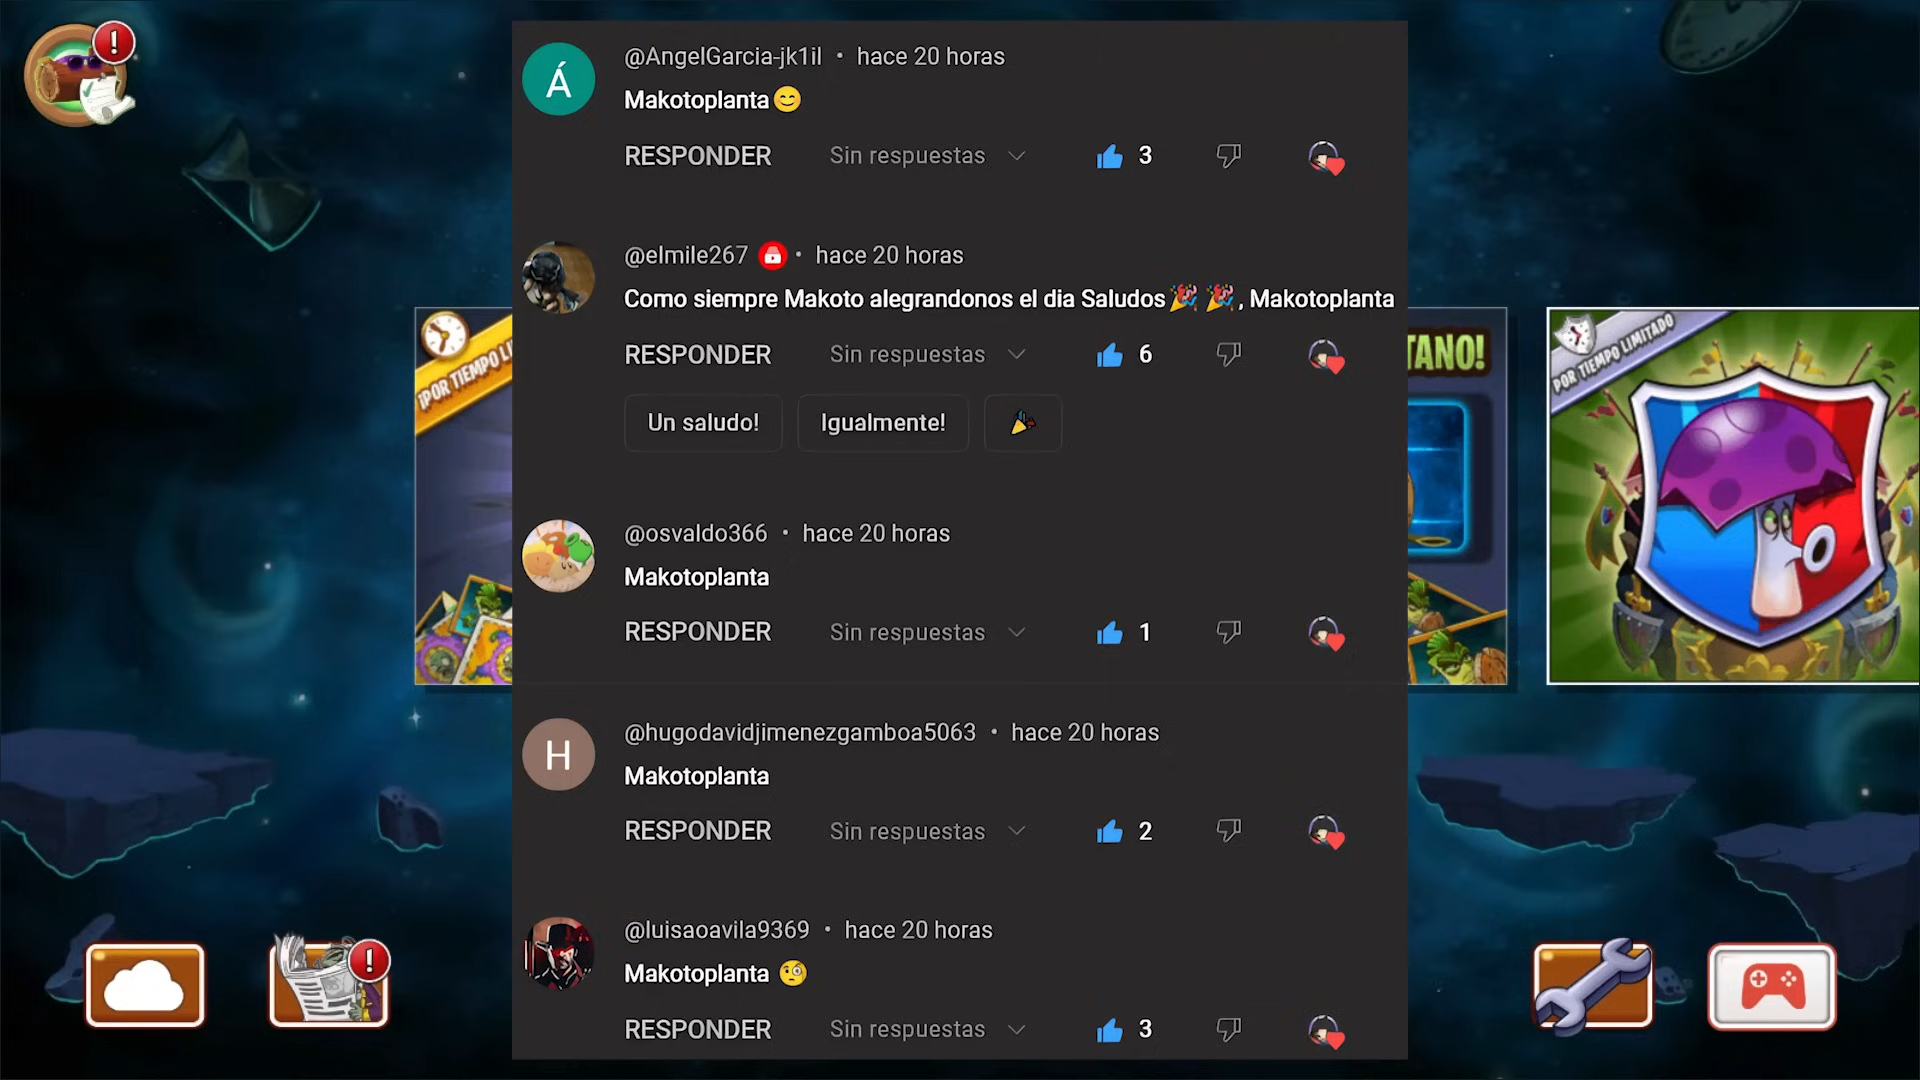 @AngelGarcia-jk1il • hace 20 horas
Makotoplanta😊
RESPONDER Sin respuestas 3
@elmile267 • hace 20 horas
Como siempre Makoto alegrandonos el dia Saludos🎉 🎉, Makotoplanta
RESPONDER Sin respuestas 6
Un saludo! Igualmente! 🎉
@osvaldo366 • hace 20 horas
Makotoplanta
RESPONDER Sin respuestas 1
@hugodavidjimenezgamboa5063 • hace 20 horas
Makotoplanta
RESPONDER Sin respuestas 2
@luisaoavila9369 • hace 20 horas
Makotoplanta 🧐
RESPONDER Sin respuestas 3
Á
H
¡POR TIEMPO LI
TANO!
POR TIEMPO LIMITADO